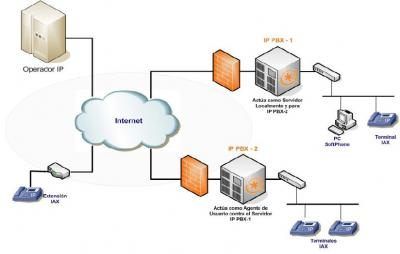 Operador IP
IP PBX - 1
Actúa como Servidor
Localmente y para
IP PBX-2
PC
SoftPhone
Terminal
IAX
Internet
Extensión
IAX
IP PBX - 2
Actúa como Agente de
Usuario contra el Servidor
IP PBX-1
Terminales
IAX